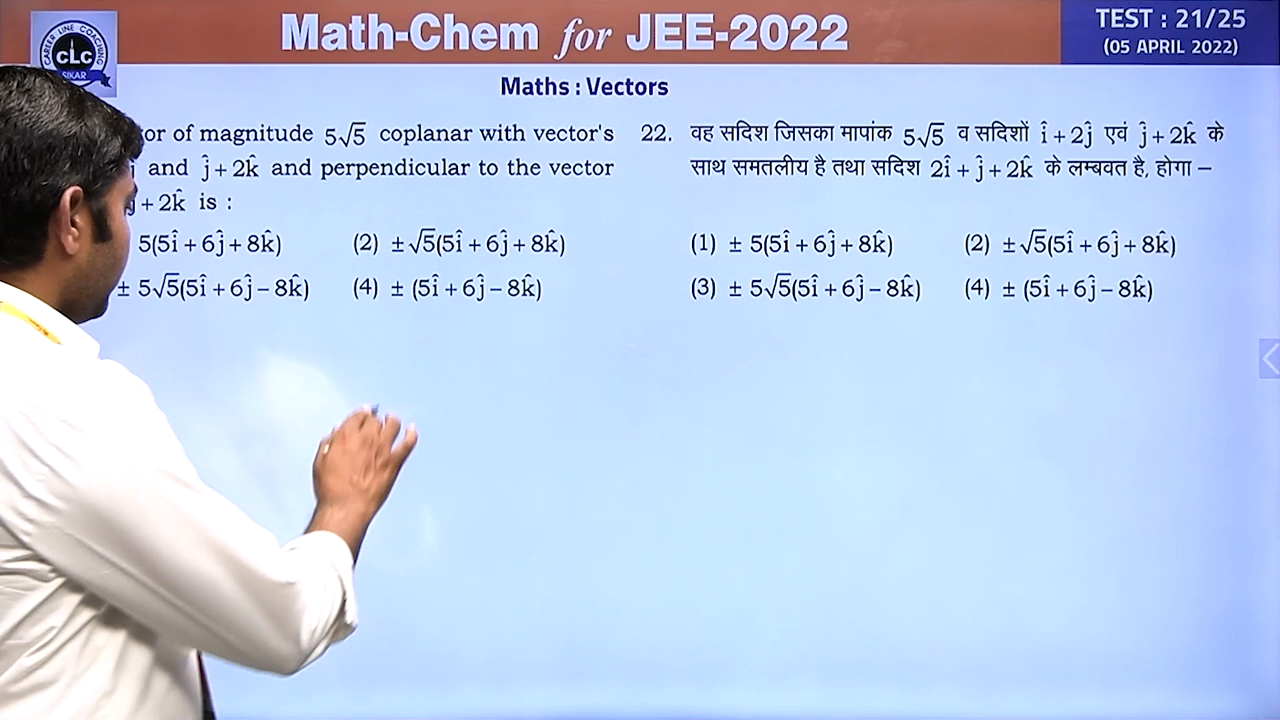 Math-Chem for JEE-2022
TEST : 21/25
(05 APRIL 2022)
CAREER LINE COACHING
CLC
SIKAR
Maths : Vectors
of magnitude 5√5 coplanar with vector's
and ĵ + 2k̂ and perpendicular to the vector
+ 2k̂ is :
5(5î + 6ĵ + 8k̂) (2) ± √5(5î + 6ĵ + 8k̂)
± 5√5(5î + 6ĵ – 8k̂) (4) ± (5î + 6ĵ – 8k̂)
22. वह सदिश जिसका मापांक 5√5 व सदिशों î + 2ĵ एवं ĵ + 2k̂ के
साथ समतलीय है तथा सदिश 2î + ĵ + 2k̂ के लम्बवत है, होगा –
(1) ± 5(5î + 6ĵ + 8k̂) (2) ± √5(5î + 6ĵ + 8k̂)
(3) ± 5√5(5î + 6ĵ – 8k̂) (4) ± (5î + 6ĵ – 8k̂)